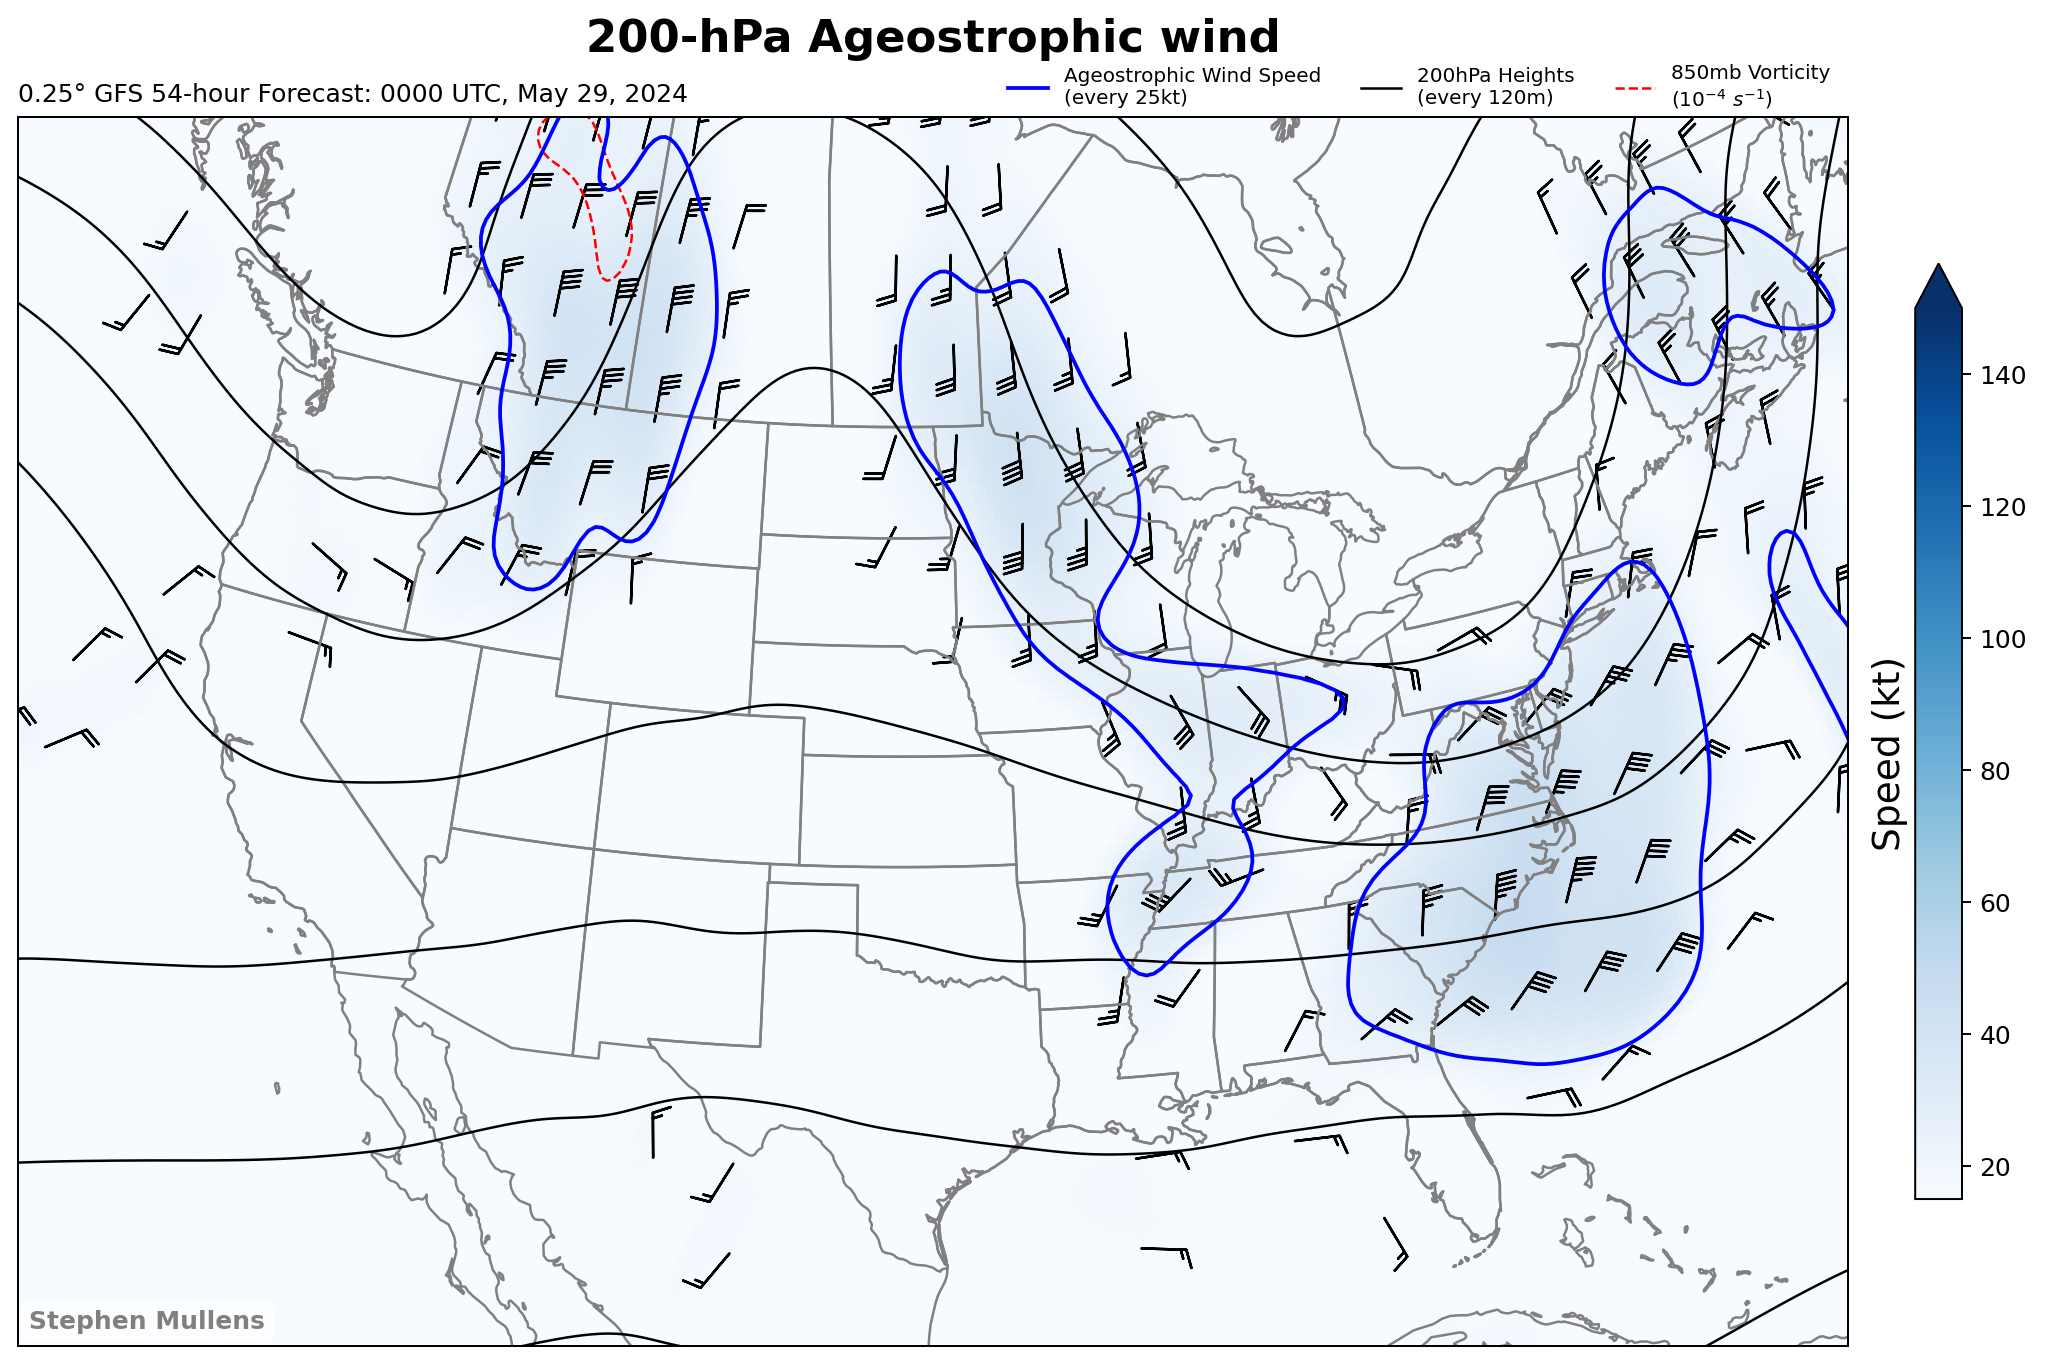 200-hPa Ageostrophic wind
0.25° GFS 54-hour Forecast: 0000 UTC, May 29, 2024
Ageostrophic Wind Speed
(every 25kt)
200hPa Heights
(every 120m)
850mb Vorticity
(10⁻⁴ s⁻¹)
140
120
100
80
60
40
20
Speed (kt)
Stephen Mullens